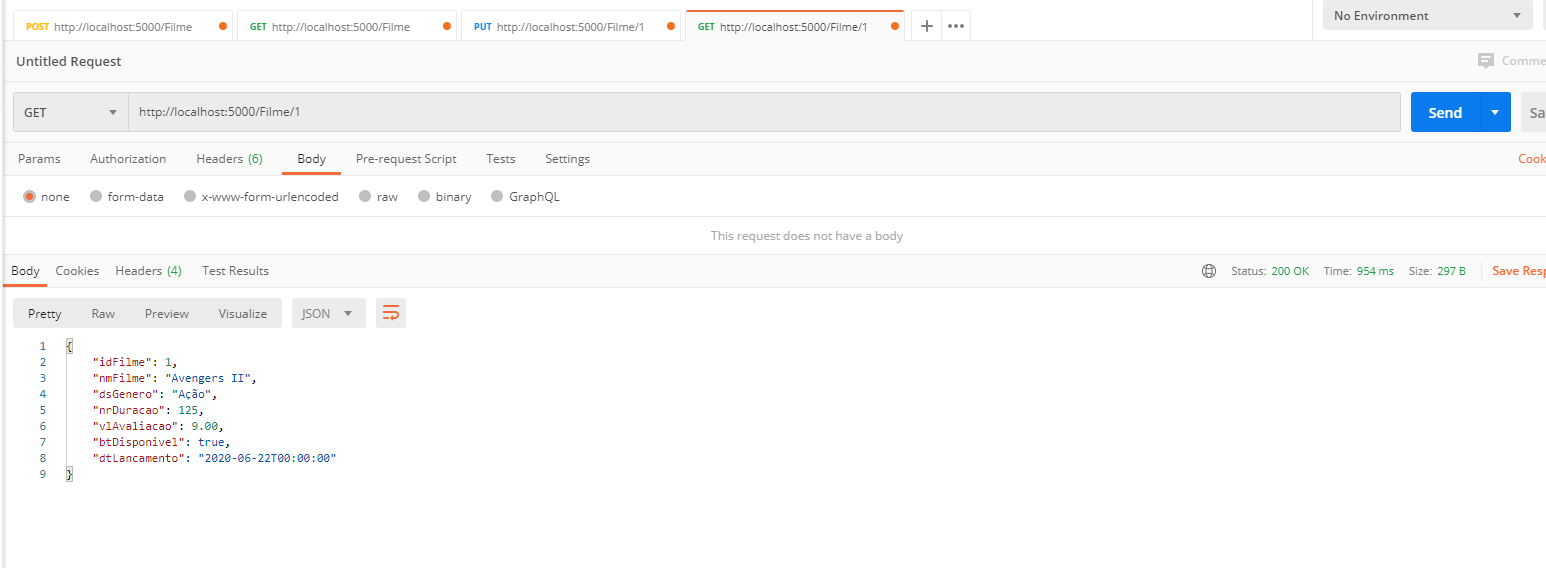 POST http://localhost:5000/Filme GET http://localhost:5000/Filme PUT http://localhost:5000/Filme/1 GET http://localhost:5000/Filme/1 + ••• No Environment
Untitled Request Comme
GET http://localhost:5000/Filme/1 Send Sa
Params Authorization Headers (6) Body Pre-request Script Tests Settings Cook
none form-data x-www-form-urlencoded raw binary GraphQL
This request does not have a body
Body Cookies Headers (4) Test Results Status: 200 OK Time: 954 ms Size: 297 B Save Resp
Pretty Raw Preview Visualize JSON
1 {
2 "idFilme": 1,
3 "nmFilme": "Avengers II",
4 "dsGenero": "Ação",
5 "nrDuracao": 125,
6 "vlAvaliacao": 9.00,
7 "btDisponivel": true,
8 "dtLancamento": "2020-06-22T00:00:00"
9 }